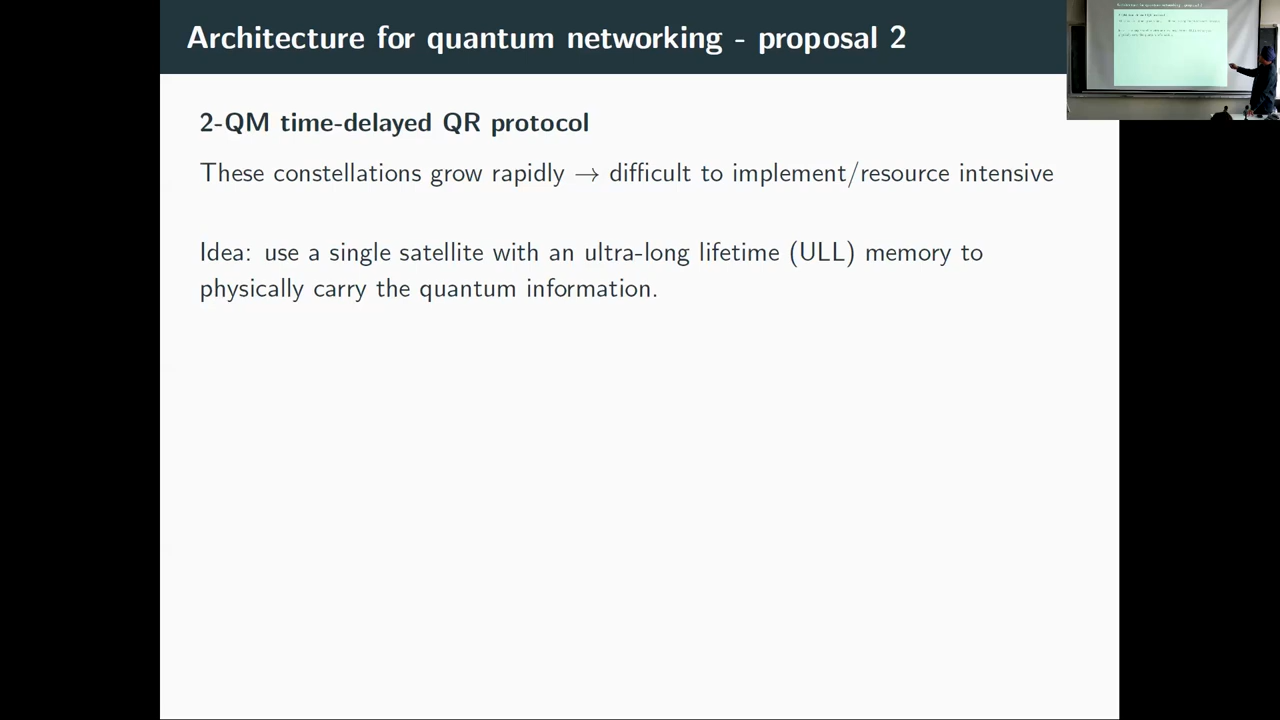 Architecture for quantum networking - proposal 2
2-QM time-delayed QR protocol
These constellations grow rapidly → difficult to implement/resource intensive
Idea: use a single satellite with an ultra-long lifetime (ULL) memory to
physically carry the quantum information.